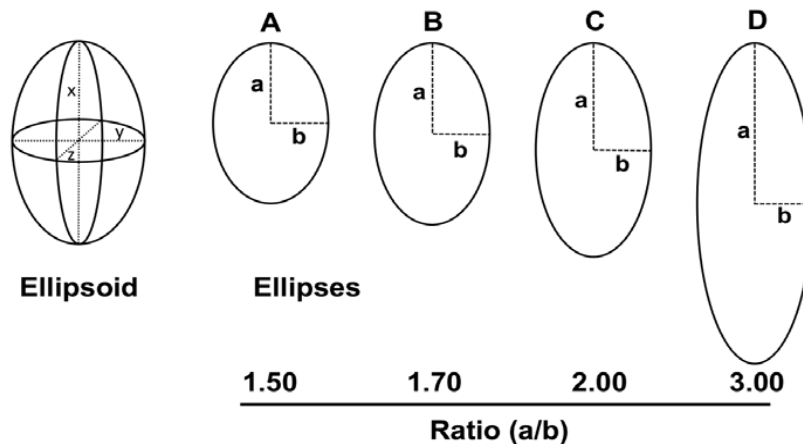 A B C D
x
y
z
a
b
a
b
a
b
a
b
Ellipsoid
Ellipses
1.50 1.70 2.00 3.00
Ratio (a/b)